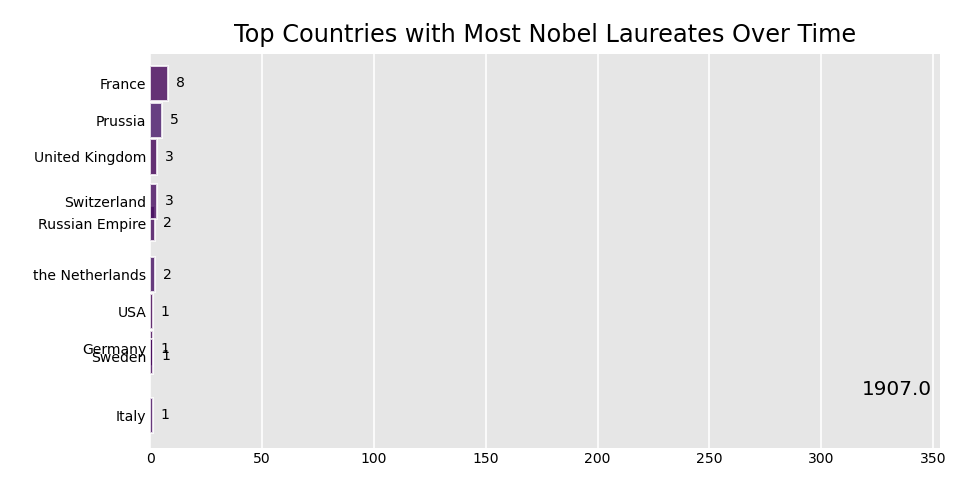 Top Countries with Most Nobel Laureates Over Time
France 8
Prussia 5
United Kingdom 3
Switzerland 3
Russian Empire 2
the Netherlands 2
USA 1
Germany 1
Sweden 1
1907.0
Italy 1
0 50 100 150 200 250 300 350